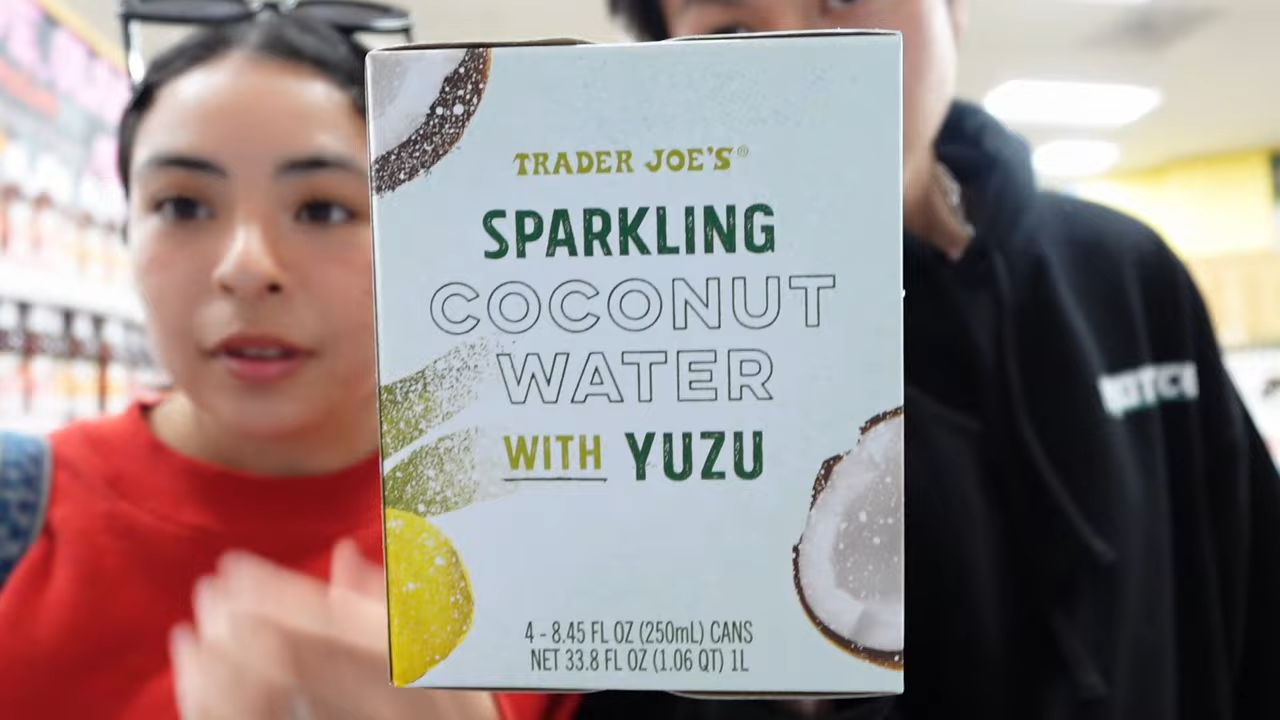 TRADER JOE'S®
SPARKLING
COCONUT
WATER
WITH YUZU
4 - 8.45 FL OZ (250mL) CANS
NET 33.8 FL OZ (1.06 QT) 1L